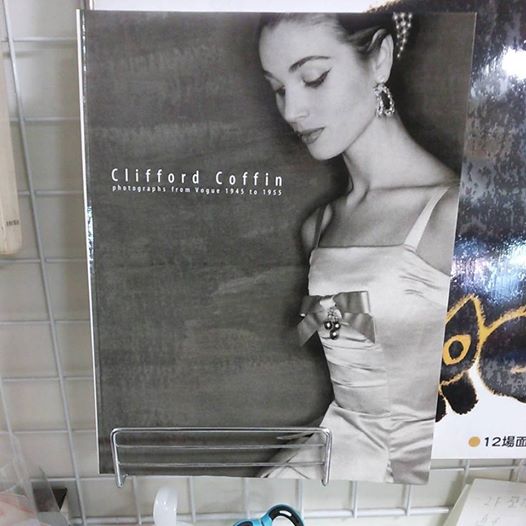 Clifford Coffin
photographs from Vogue 1945 to 1955
12場面